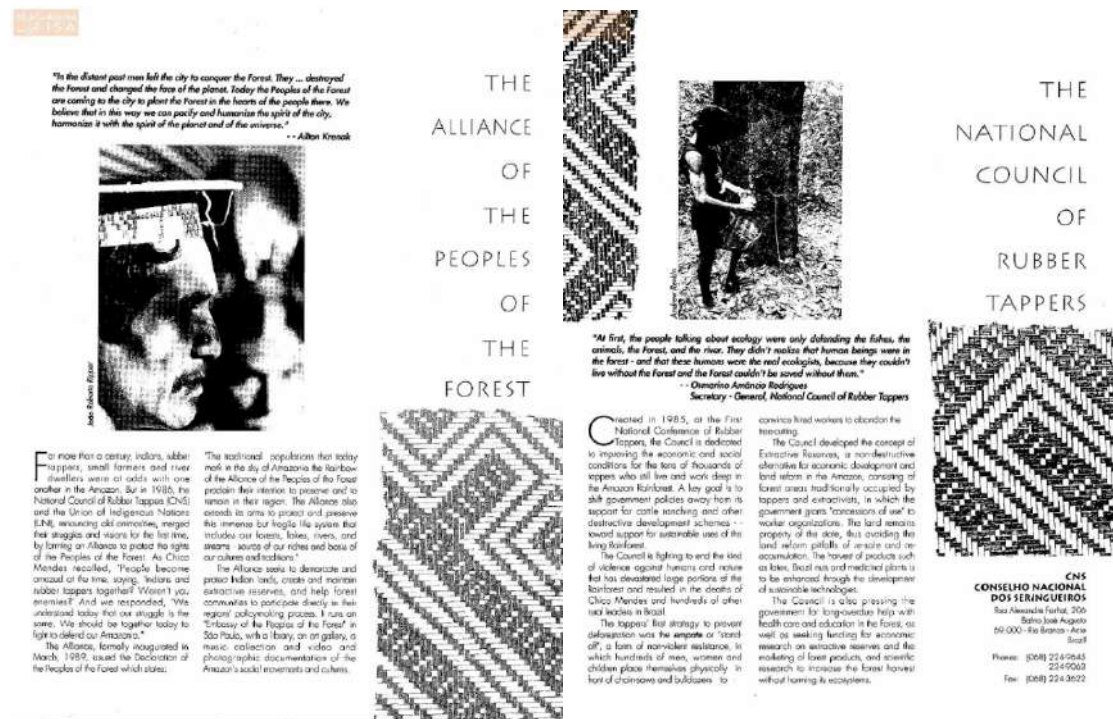 "In the distant past men left the city to conquer the Forest. They ... destroyed
the Forest and changed the face of the planet. Today the Peoples of the Forest
are coming to the city to plant the Forest in the hearts of the people there. We
believe that in this way we can pacify and humanize the spirit of the city,
harmonize it with the spirit of the planet and of the universe."
- - Ailton Krenak
THE
ALLIANCE
OF
THE
PEOPLES
OF
THE
FOREST
João Roberto Ripper
For more than a century, Indians, rubber
tappers, small farmers and river
dwellers were at odds with one
another in the Amazon. But in 1986, the
National Council of Rubber Tappers (CNS)
and the Union of Indigenous Nations
(UNI), renouncing old animosities, merged
their struggles and visions for the first time,
by forming an Alliance to protect the rights
of the Peoples of the Forest. As Chico
Mendes recalled, "People become
amazed at the time, saying, 'Indians and
rubber tappers together? Weren't you
enemies?' And we responded, 'We
understood today that our struggle is the
same. We should be together today to
fight to defend our Amazonia."
The Alliance, formally inaugurated in
March, 1989, issued the Declaration of
the Peoples of the Forest which states:
"The traditional populations that today
mark in the sky of Amazonia the Rainbow
of the Alliance of the Peoples of the Forest
proclaim their intention to preserve and to
remain in their region. The Alliance also
extends its arms to protect and preserve
this immense but fragile life system that
includes our forests, lakes, rivers, and
streams - source of our riches and basis of
our cultures and traditions."
The Alliance seeks to demarcate and
protect Indian lands, create and maintain
extractive reserves, and help forest
communities to participate directly in their
regions' policymaking process. It runs an
"Embassy of the Peoples of the Forest" in
São Paulo, with a library, an art gallery, a
music collection and video and
photographic documentation of the
Amazon's social movements and cultures.
THE
NATIONAL
COUNCIL
OF
RUBBER
TAPPERS
"At first, the people talking about ecology were only defending the fishes, the
animals, the Forest, and the river. They didn't realize that human beings were in
the forest - and that these humans were the real ecologists, because they couldn't
live without the Forest and the Forest couldn't be saved without them."
- - Osmarino Amâncio Rodrigues
Secretary - General, National Council of Rubber Tappers
Created in 1985, at the First
National Conference of Rubber
Tappers, the Council is dedicated
to improving the economic and social
conditions for the tens of thousands of
tappers who still live and work deep in
the Amazon Rainforest. A key goal is to
shift government policies away from its
support for cattle ranching and other
destructive development schemes - -
toward support for sustainable uses of the
living Rainforest.
The Council is fighting to end the kind
of violence against humans and nature
that has devastated large portions of the
Rainforest and resulted in the deaths of
Chico Mendes and hundreds of other
rural leaders in Brazil.
The tappers' first strategy to prevent
deforestation was the empate or "stand-
off", a form of non-violent resistance, in
which hundreds of men, women and
children place themselves physically in
front of chain-saws and bulldozers to
convince hired workers to abandon the
treecutting.
The Council developed the concept of
Extractive Reserves, a non-destructive
alternative for economic development and
land reform in the Amazon, consisting of
forest areas traditionally occupied by
tappers and extractivists, in which the
government grants "concessions of use" to
worker organizations. The land remains
property of the state, thus avoiding the
land reform pitfalls of re-sale and re-
accumulation. The harvest of products such
as latex, Brazil nuts and medicinal plants is
to be enhanced through the development
of sustainable technologies.
The Council is also pressing the
government for long-overdue help with
health care and education in the Forest, as
well as seeking funding for economic
research on extractive reserves and the
marketing of forest products, and scientific
research to increase the forest harvest
without harming its ecosystems.
CNS
CONSELHO NACIONAL
DOS SERINGUEIROS
Rua Alexandre Farhat, 206
Bairro José Augusto
69.000 - Rio Branco - Acre
Brazil
Phones: (068) 224-9645
224-9063
Fax: (068) 224-3622